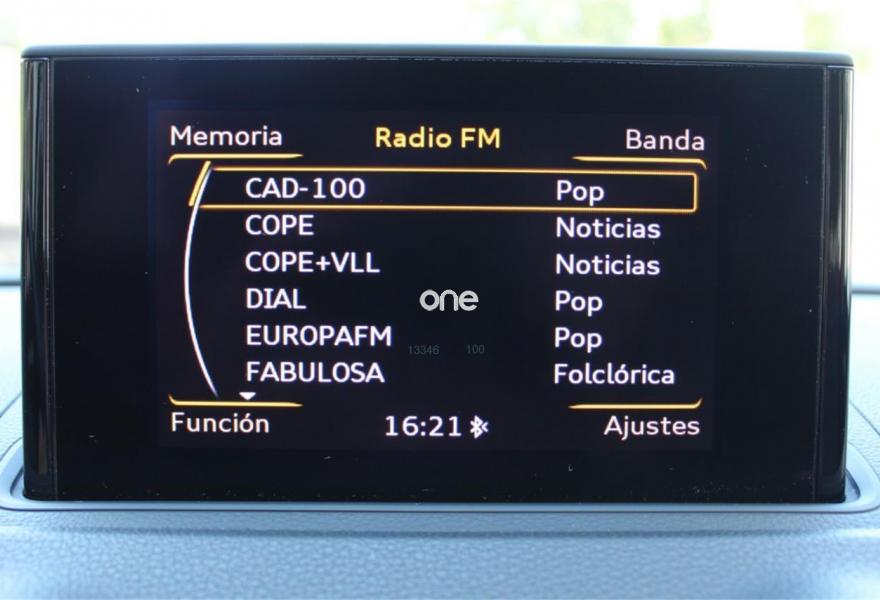 Memoria Radio FM Banda
CAD-100 Pop
COPE Noticias
COPE+VLL Noticias
DIAL Pop
one
EUROPAFM Pop
13346 100
FABULOSA Folclórica
Función 16:21 Ajustes